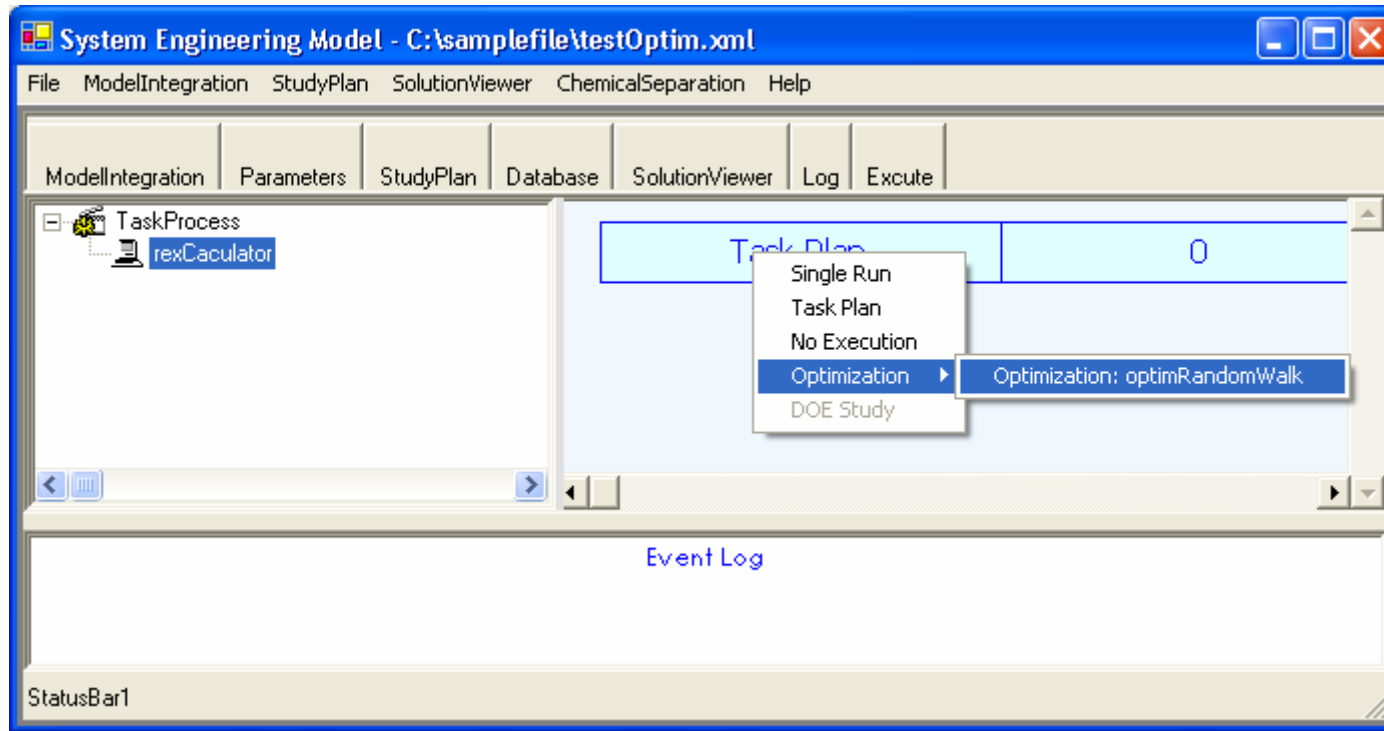 System Engineering Model - C:\samplefile\testOptim.xml
File ModelIntegration StudyPlan SolutionViewer ChemicalSeparation Help
ModelIntegration Parameters StudyPlan Database SolutionViewer Log Excute
TaskProcess
rexCaculator
Task Plan 0
Single Run
Task Plan
No Execution
Optimization Optimization: optimRandomWalk
DOE Study
Event Log
StatusBar1